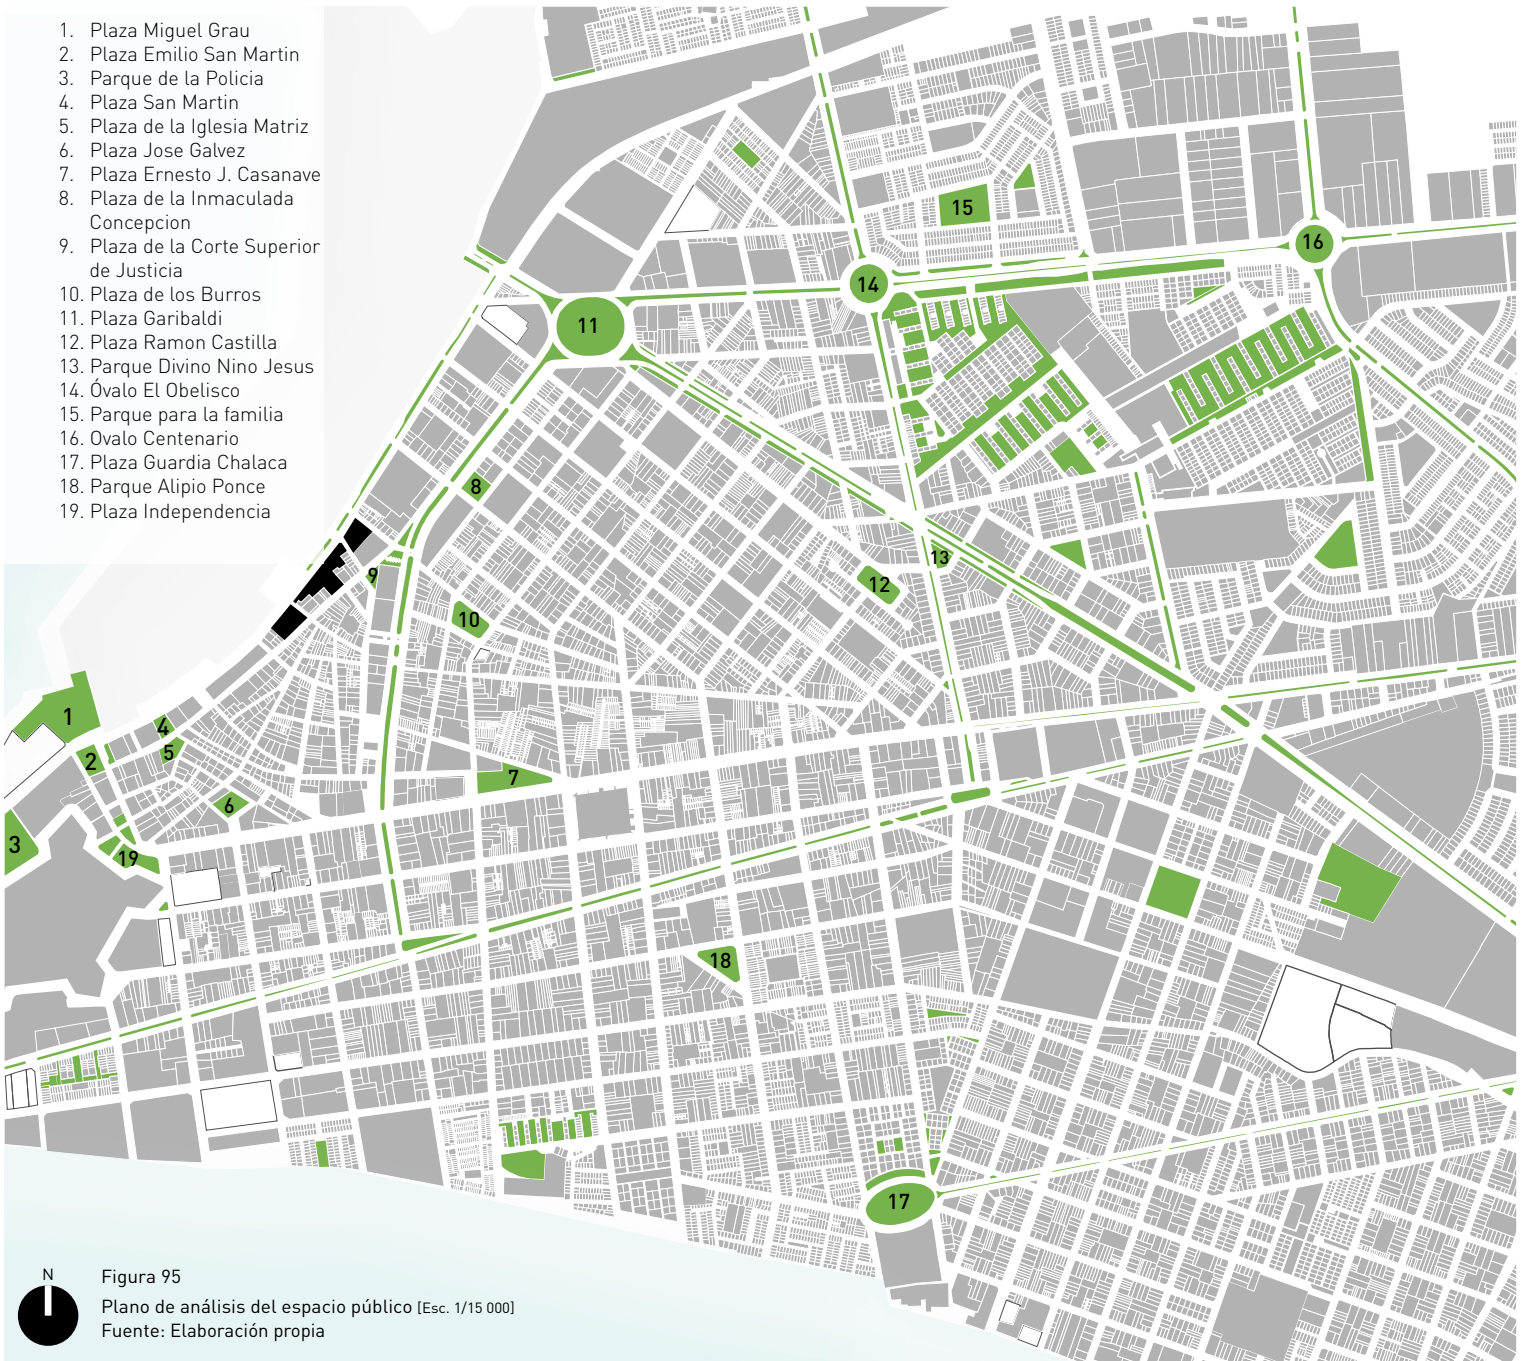 1. Plaza Miguel Grau
2. Plaza Emilio San Martin
3. Parque de la Policia
4. Plaza San Martin
5. Plaza de la Iglesia Matriz
6. Plaza Jose Galvez
7. Plaza Ernesto J. Casanave
8. Plaza de la Inmaculada
Concepcion
9. Plaza de la Corte Superior
de Justicia
10. Plaza de los Burros
11. Plaza Garibaldi
12. Plaza Ramon Castilla
13. Parque Divino Nino Jesus
14. Óvalo El Obelisco
15. Parque para la familia
16. Ovalo Centenario
17. Plaza Guardia Chalaca
18. Parque Alipio Ponce
19. Plaza Independencia
15
16
14
11
8
13
9
12
10
1
4
5
2
7
6
3
19
18
17
N
Figura 95
Plano de análisis del espacio público [Esc. 1/15 000]
Fuente: Elaboración propia